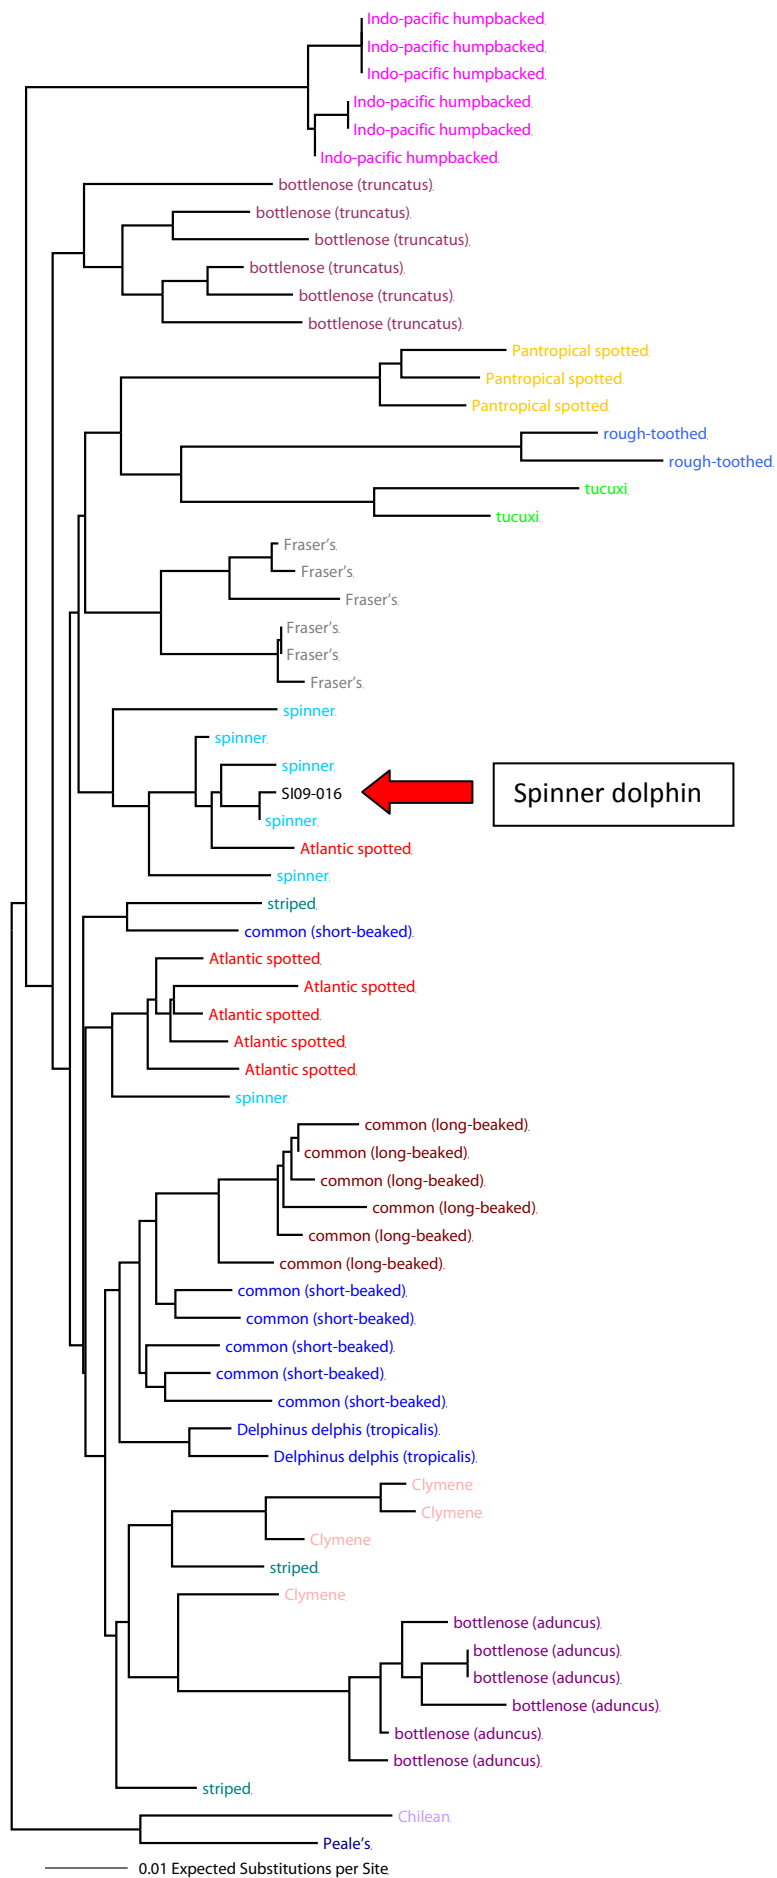 Indo-pacific humpbacked.
Indo-pacific humpbacked.
Indo-pacific humpbacked.
Indo-pacific humpbacked.
Indo-pacific humpbacked.
Indo-pacific humpbacked.
bottlenose (truncatus).
bottlenose (truncatus).
bottlenose (truncatus).
bottlenose (truncatus).
bottlenose (truncatus).
bottlenose (truncatus).
Pantropical spotted.
Pantropical spotted.
Pantropical spotted.
rough-toothed.
rough-toothed.
tucuxi.
tucuxi.
Fraser's.
Fraser's.
Fraser's.
Fraser's.
Fraser's.
Fraser's.
spinner.
spinner.
spinner.
SI09-016
Spinner dolphin
spinner.
Atlantic spotted.
spinner.
striped.
common (short-beaked).
Atlantic spotted.
Atlantic spotted.
Atlantic spotted.
Atlantic spotted.
Atlantic spotted.
spinner.
common (long-beaked).
common (long-beaked).
common (long-beaked).
common (long-beaked).
common (long-beaked).
common (long-beaked).
common (short-beaked).
common (short-beaked).
common (short-beaked).
common (short-beaked).
common (short-beaked).
Delphinus delphis (tropicalis).
Delphinus delphis (tropicalis).
Clymene.
Clymene.
Clymene.
striped.
Clymene.
bottlenose (aduncus).
bottlenose (aduncus).
bottlenose (aduncus).
bottlenose (aduncus).
bottlenose (aduncus).
bottlenose (aduncus).
striped.
Chilean.
Peale's.
0.01 Expected Substitutions per Site